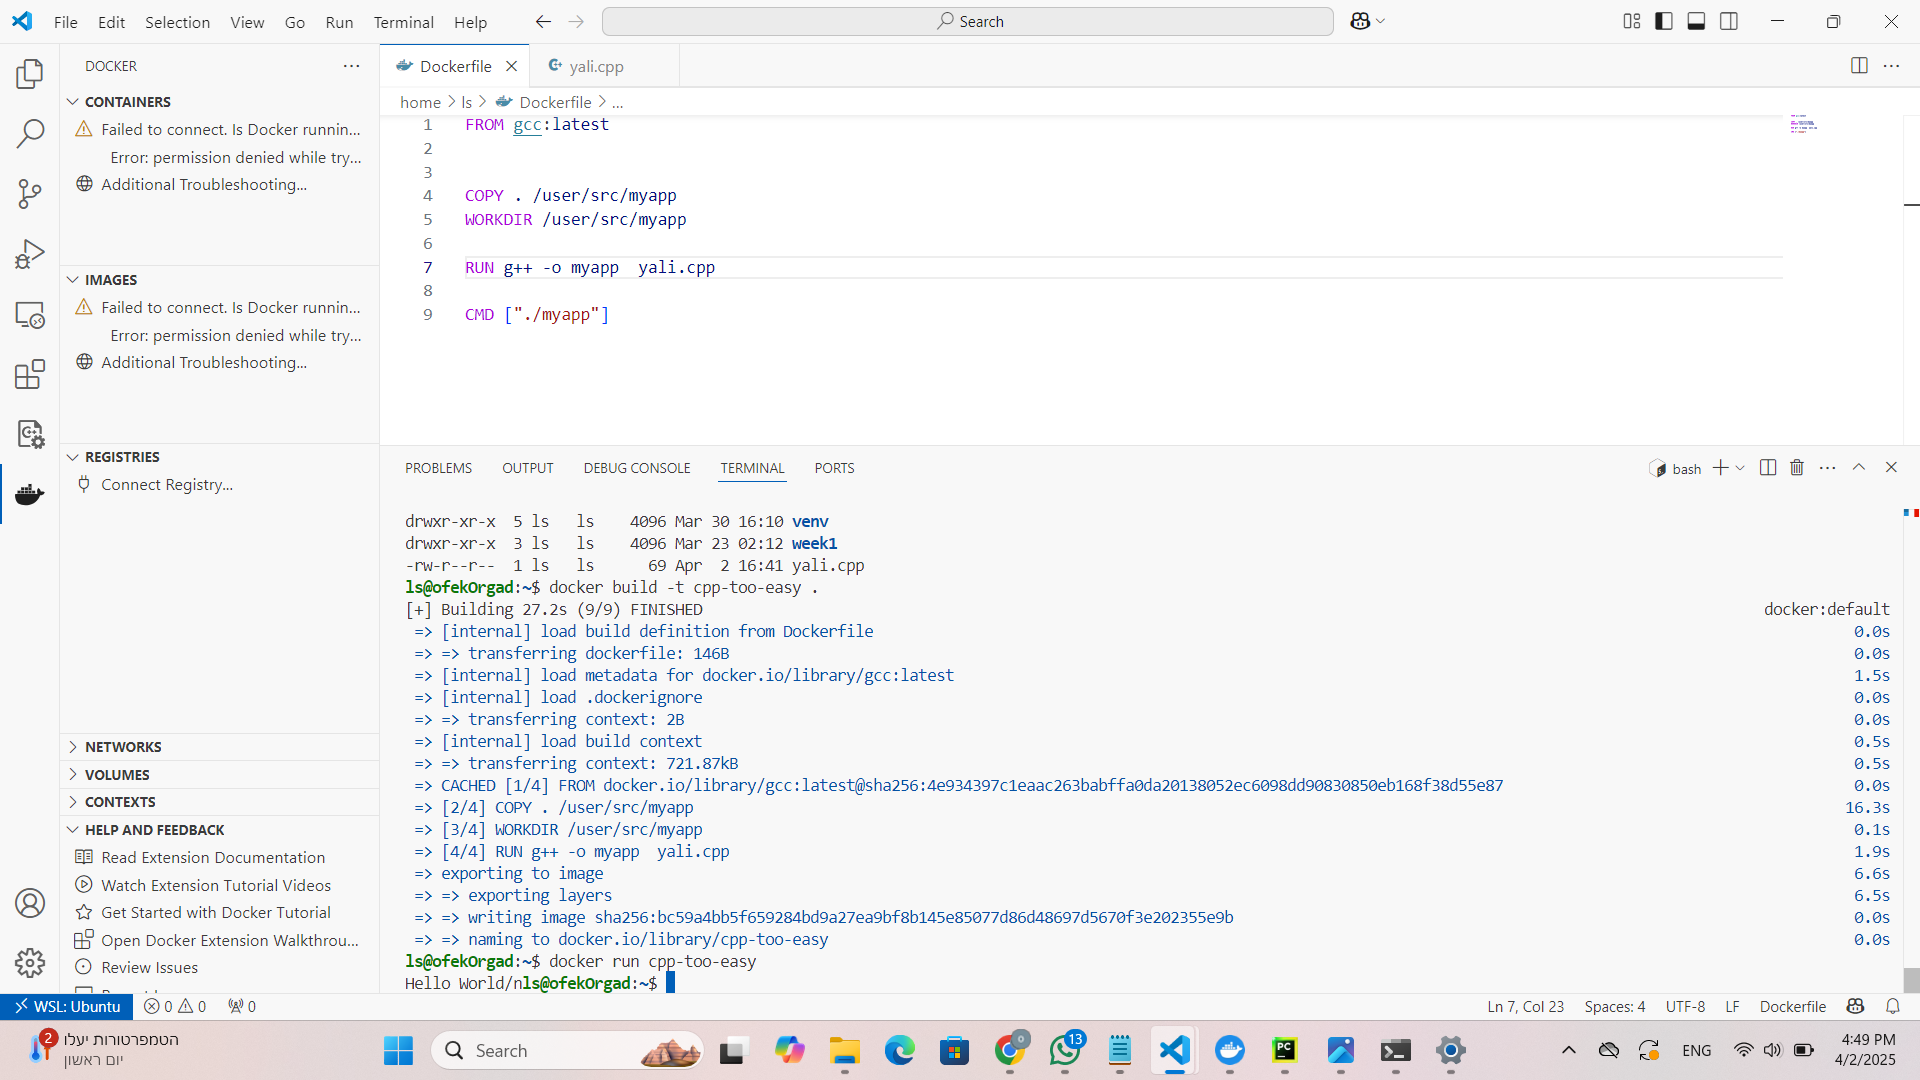 File Edit Selection View Go Run Terminal Help
Search
DOCKER
CONTAINERS
Failed to connect. Is Docker runnin...
Error: permission denied while try...
Additional Troubleshooting...
IMAGES
Failed to connect. Is Docker runnin...
Error: permission denied while try...
Additional Troubleshooting...
REGISTRIES
Connect Registry...
NETWORKS
VOLUMES
CONTEXTS
HELP AND FEEDBACK
Read Extension Documentation
Watch Extension Tutorial Videos
Get Started with Docker Tutorial
Open Docker Extension Walkthrou...
Review Issues
Dockerfile
yali.cpp
home > ls > Dockerfile > ...
1 FROM gcc:latest
2
3
4 COPY . /user/src/myapp
5 WORKDIR /user/src/myapp
6
7 RUN g++ -o myapp  yali.cpp
8
9 CMD ["./myapp"]
PROBLEMS OUTPUT DEBUG CONSOLE TERMINAL PORTS
bash
drwxr-xr-x  5 ls   ls    4096 Mar 30 16:10 venv
drwxr-xr-x  3 ls   ls    4096 Mar 23 02:12 week1
-rw-r--r--  1 ls   ls      69 Apr  2 16:41 yali.cpp
ls@ofekOrgad:~$ docker build -t cpp-too-easy .
[+] Building 27.2s (9/9) FINISHED docker:default
=> [internal] load build definition from Dockerfile 0.0s
=> => transferring dockerfile: 146B 0.0s
=> [internal] load metadata for docker.io/library/gcc:latest 1.5s
=> [internal] load .dockerignore 0.0s
=> => transferring context: 2B 0.0s
=> [internal] load build context 0.5s
=> => transferring context: 721.87kB 0.5s
=> CACHED [1/4] FROM docker.io/library/gcc:latest@sha256:4e934397c1eaac263babffa0da20138052ec6098dd90830850eb168f38d55e87 0.0s
=> [2/4] COPY . /user/src/myapp 16.3s
=> [3/4] WORKDIR /user/src/myapp 0.1s
=> [4/4] RUN g++ -o myapp  yali.cpp 1.9s
=> exporting to image 6.6s
=> => exporting layers 6.5s
=> => writing image sha256:bc59a4bb5f659284bd9a27ea9bf8b145e85077d86d48697d5670f3e202355e9b 0.0s
=> => naming to docker.io/library/cpp-too-easy 0.0s
ls@ofekOrgad:~$ docker run cpp-too-easy
Hello World/nls@ofekOrgad:~$
WSL: Ubuntu 0 0 0
Ln 7, Col 23 Spaces: 4 UTF-8 LF Dockerfile
2
הטמפרטורות יעלו
יום ראשון
Search
13
PC
ENG
4:49 PM
4/2/2025